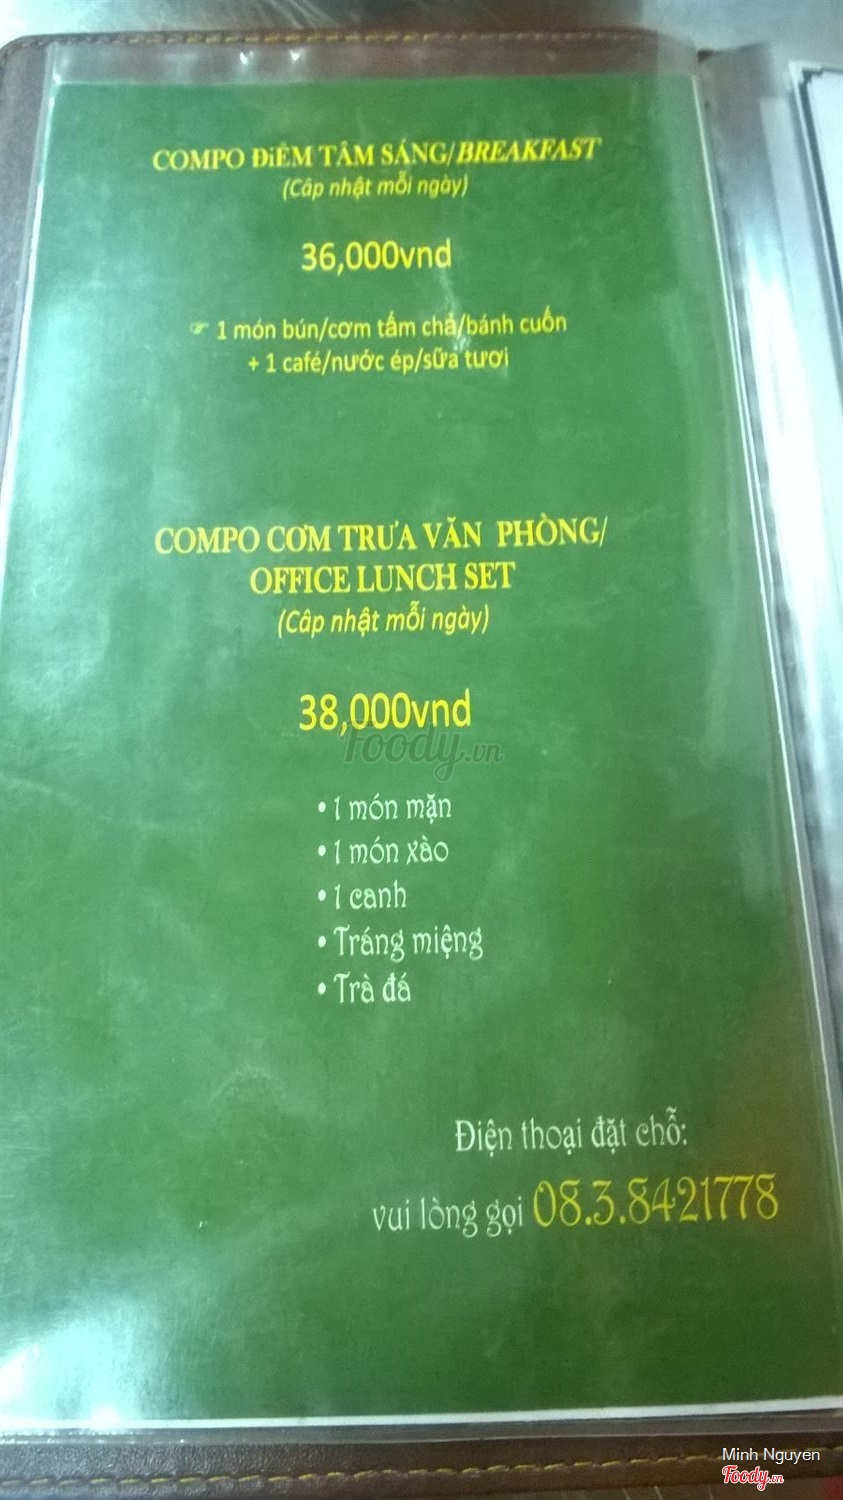 COMPO ĐiỂM TÂM SÁNG/BREAKFAST
(Câp nhật mỗi ngày)
36,000vnd
☞ 1 món bún/cơm tấm chả/bánh cuốn
+ 1 café/nước ép/sữa tươi
COMPO CƠM TRƯA VĂN PHÒNG/
OFFICE LUNCH SET
(Câp nhật mỗi ngày)
38,000vnd
Foody.vn
• 1 món mặn
• 1 món xào
• 1 canh
• Tráng miệng
• Trà đá
Điện thoại đặt chỗ:
vui lòng gọi 08.3.8421778
Minh Nguyen
Foody.vn